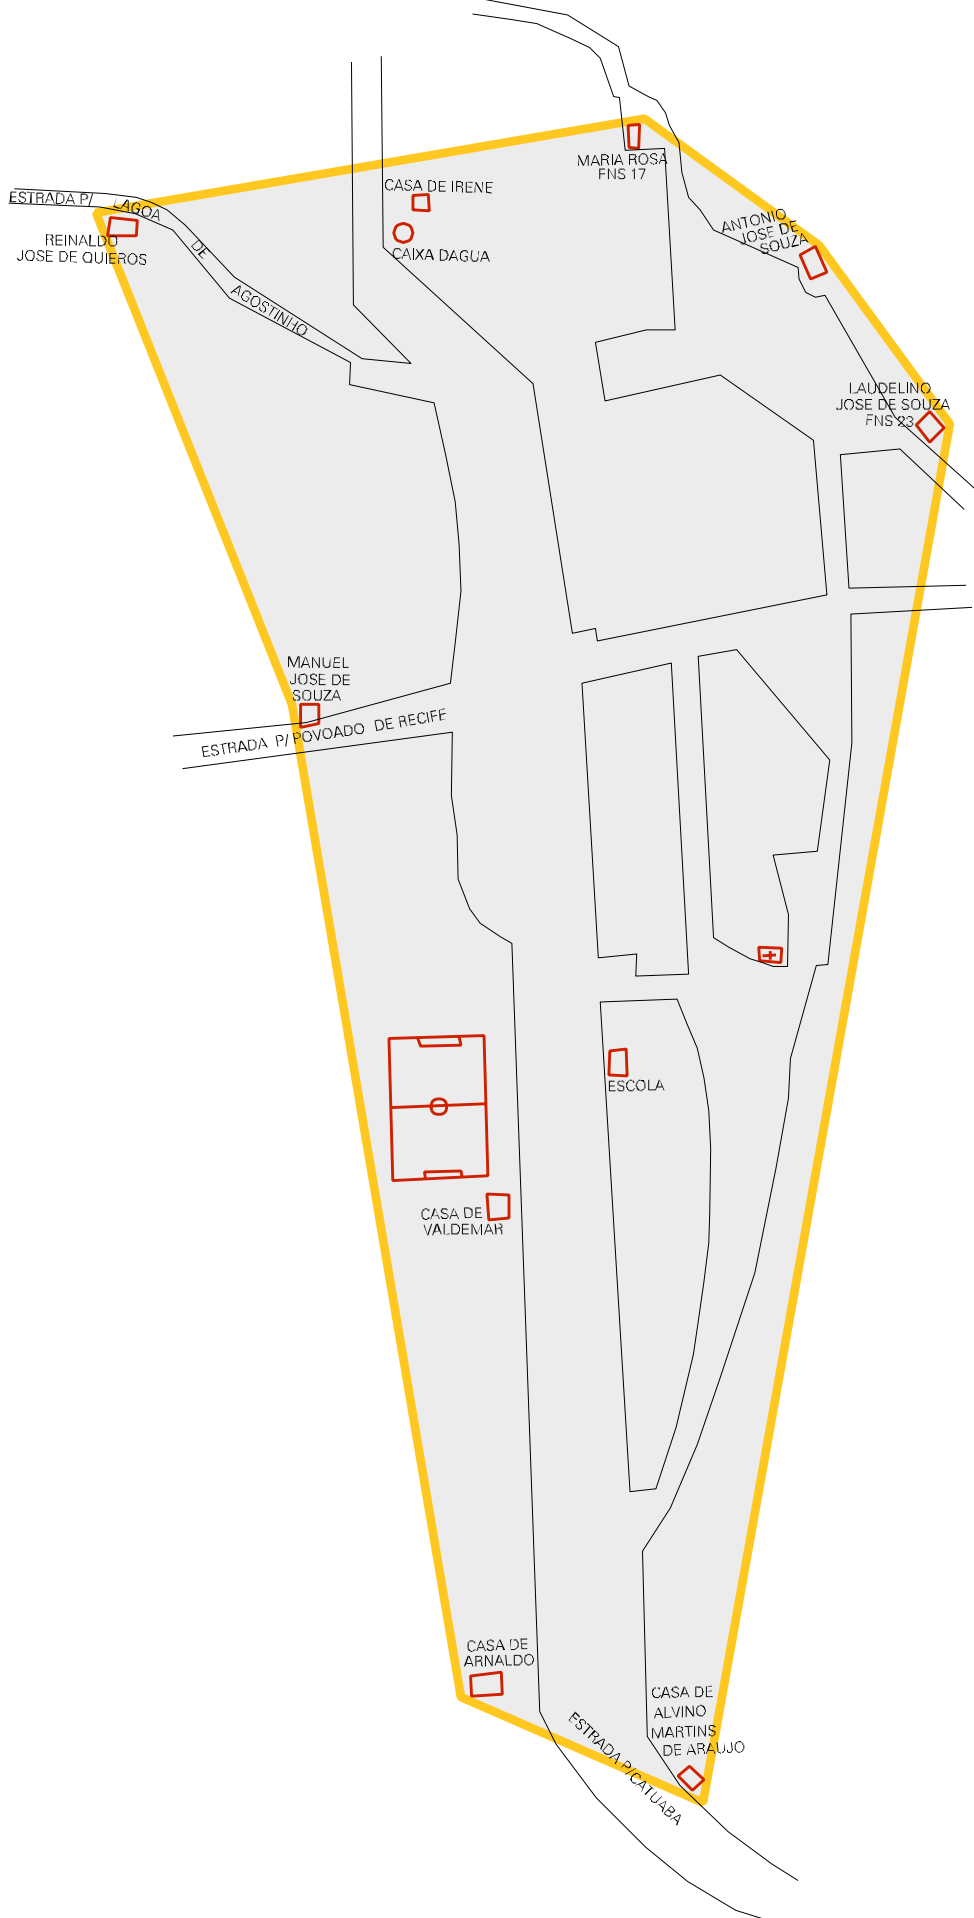 MARIA ROSA
FNS 17
CASA DE IRENE
CAIXA DAGUA
ESTRADA P/ LAGOA DE AGOSTINHO
REINALDO
JOSE DE QUIEROS
ANTONIO
JOSE DE
SOUZA
LAUDELINO
JOSE DE SOUZA
FNS 23
MANUEL
JOSE DE
SOUZA
ESTRADA P/ POVOADO DE RECIFE
ESCOLA
CASA DE
VALDEMAR
CASA DE
ARNALDO
CASA DE
ALVINO
MARTINS
DE ARAUJO
ESTRADA P/CATUABA